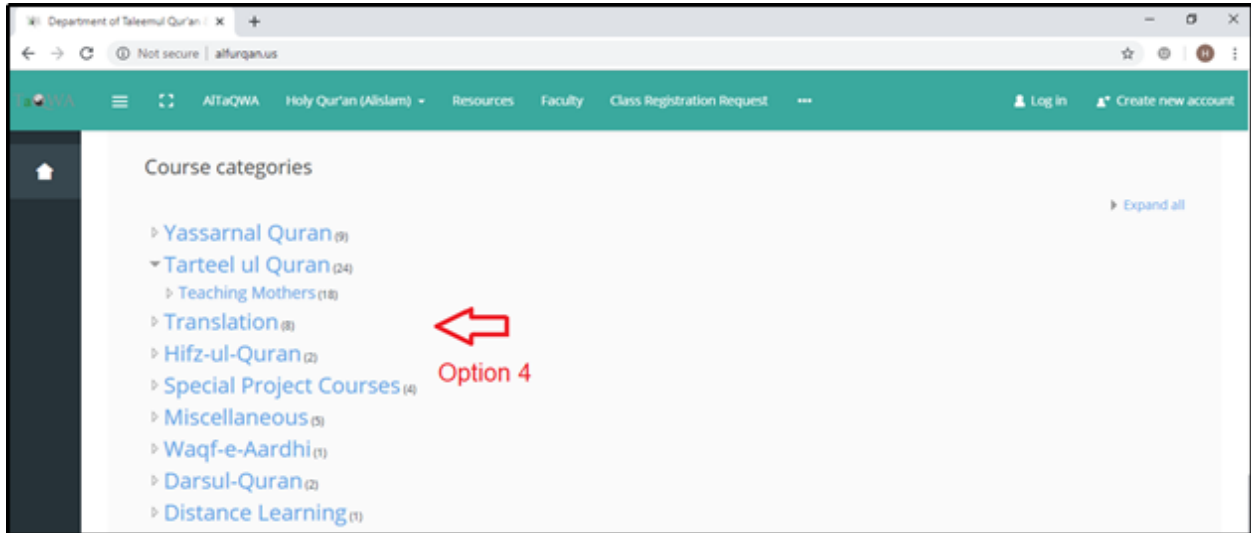 Department of Taleemul Qur'an
Not secure | alfurqan.us
AlTaQWA Holy Qur'an (Alislam) Resources Faculty Class Registration Request ••• Log in Create new account
Course categories
Expand all
Yassarnal Quran (9)
Tarteel ul Quran (24)
Teaching Mothers (18)
Translation (8)
Hifz-ul-Quran (2)
Option 4
Special Project Courses (4)
Miscellaneous (5)
Waqf-e-Aardhi (1)
Darsul-Quran (2)
Distance Learning (1)